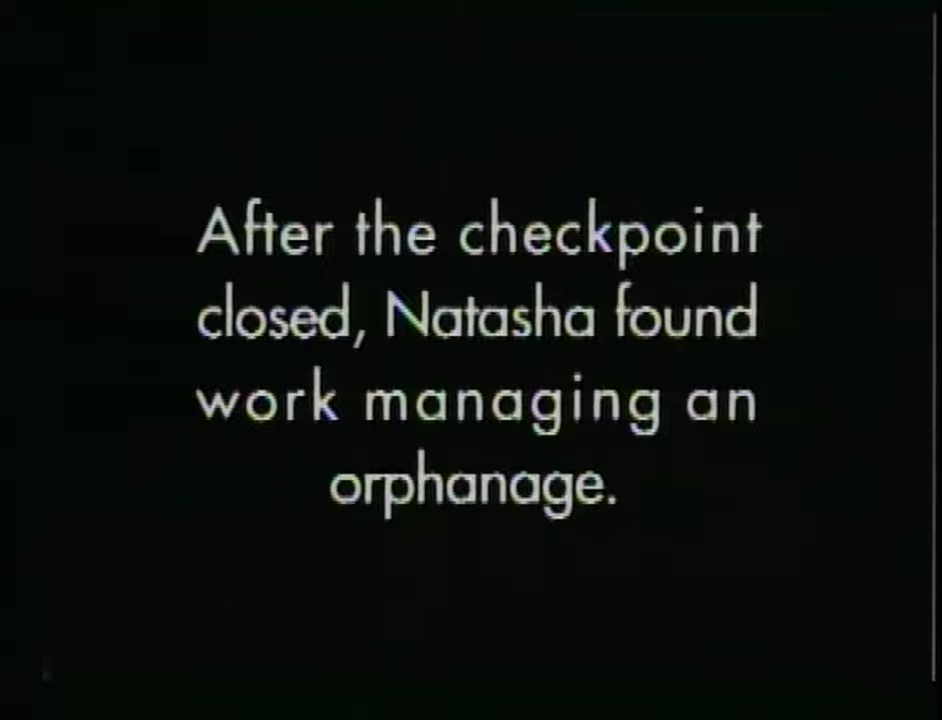 After the checkpoint
closed, Natasha found
work managing an
orphanage.